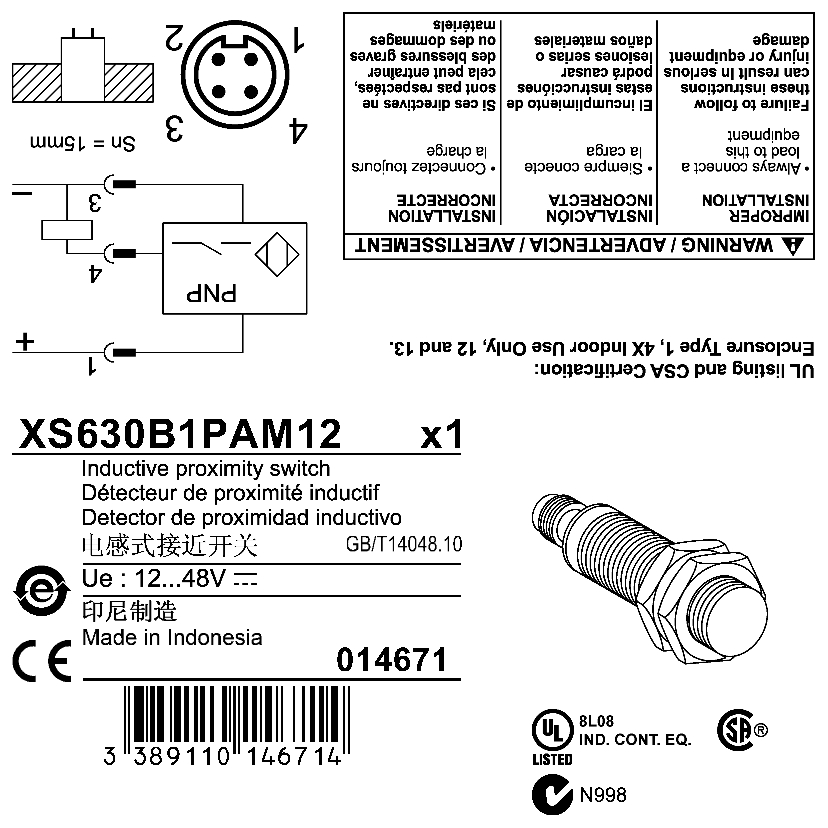 XS630B1PAM12 x1
Inductive proximity switch
Détecteur de proximité inductif
Detector de proximidad inductivo
电感式接近开关 GB/T14048.10
Ue : 12...48V
印尼制造
Made in Indonesia
CE
014671
3 389110 146714
UL
LISTED
8L08
IND. CONT. EQ.
SA ®
N998
UL listing and CSA Certification:
Enclosure Type 1, 4X Indoor Use Only, 12 and 13.
WARNING / ADVERTENCIA / AVERTISSEMENT
IMPROPER
INSTALLATION
• Always connect a
load to this
equipment
Failure to follow
these instructions
can result in serious
injury or equipment
damage
INSTALACIÓN
INCORRECTA
• Siempre conecte
la carga
El incumplimiento de
estas instrucciónes
podrá causar
lesiones serias o
daños materiales
INSTALLATION
INCORRECTE
• Connectez toujours
la charge
Si ces directives ne
sont pas respectées,
cela peut entraîner
des blessures graves
ou des dommages
matériels
1 +
PNP
4
3 −
Sn = 15mm
4 3
1 2